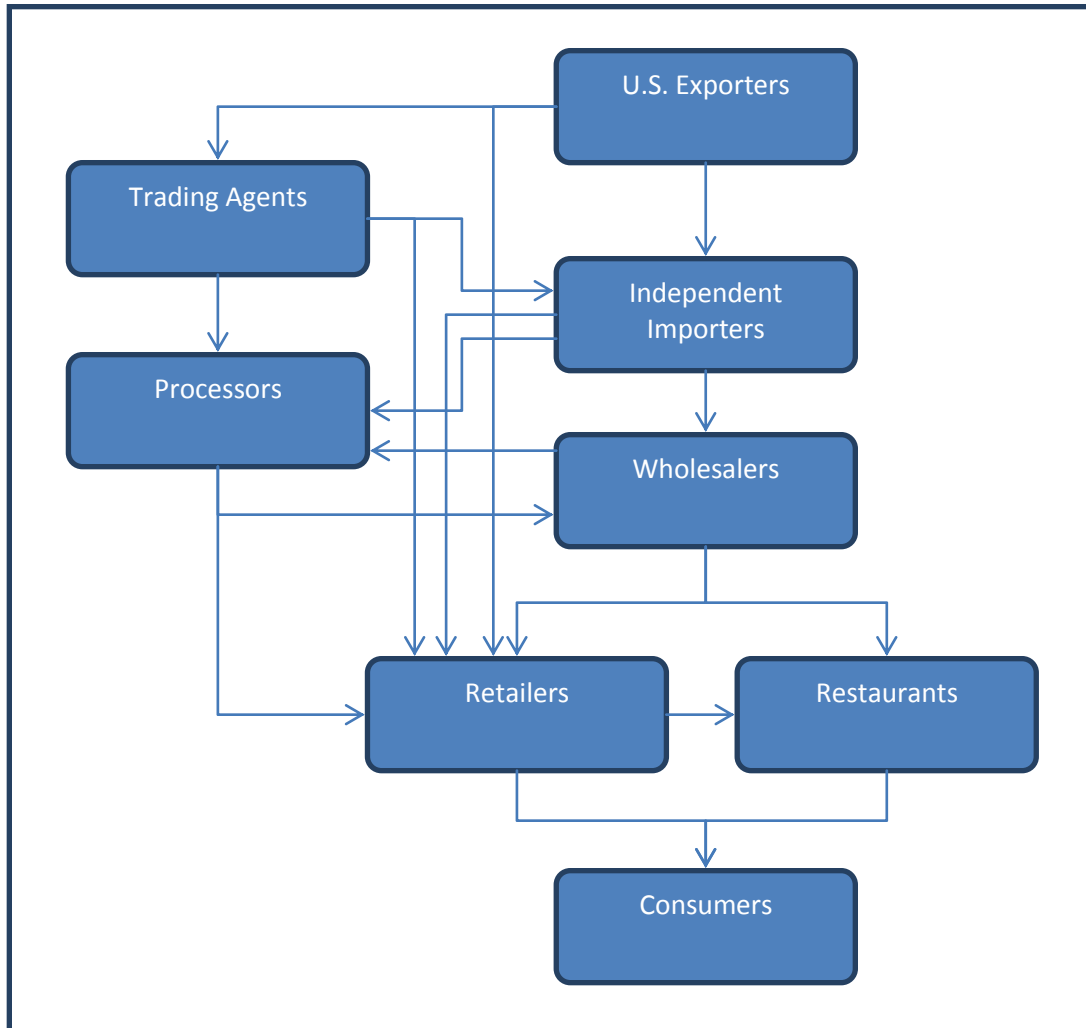 U.S. Exporters
Trading Agents
Independent
Importers
Processors
Wholesalers
Retailers
Restaurants
Consumers